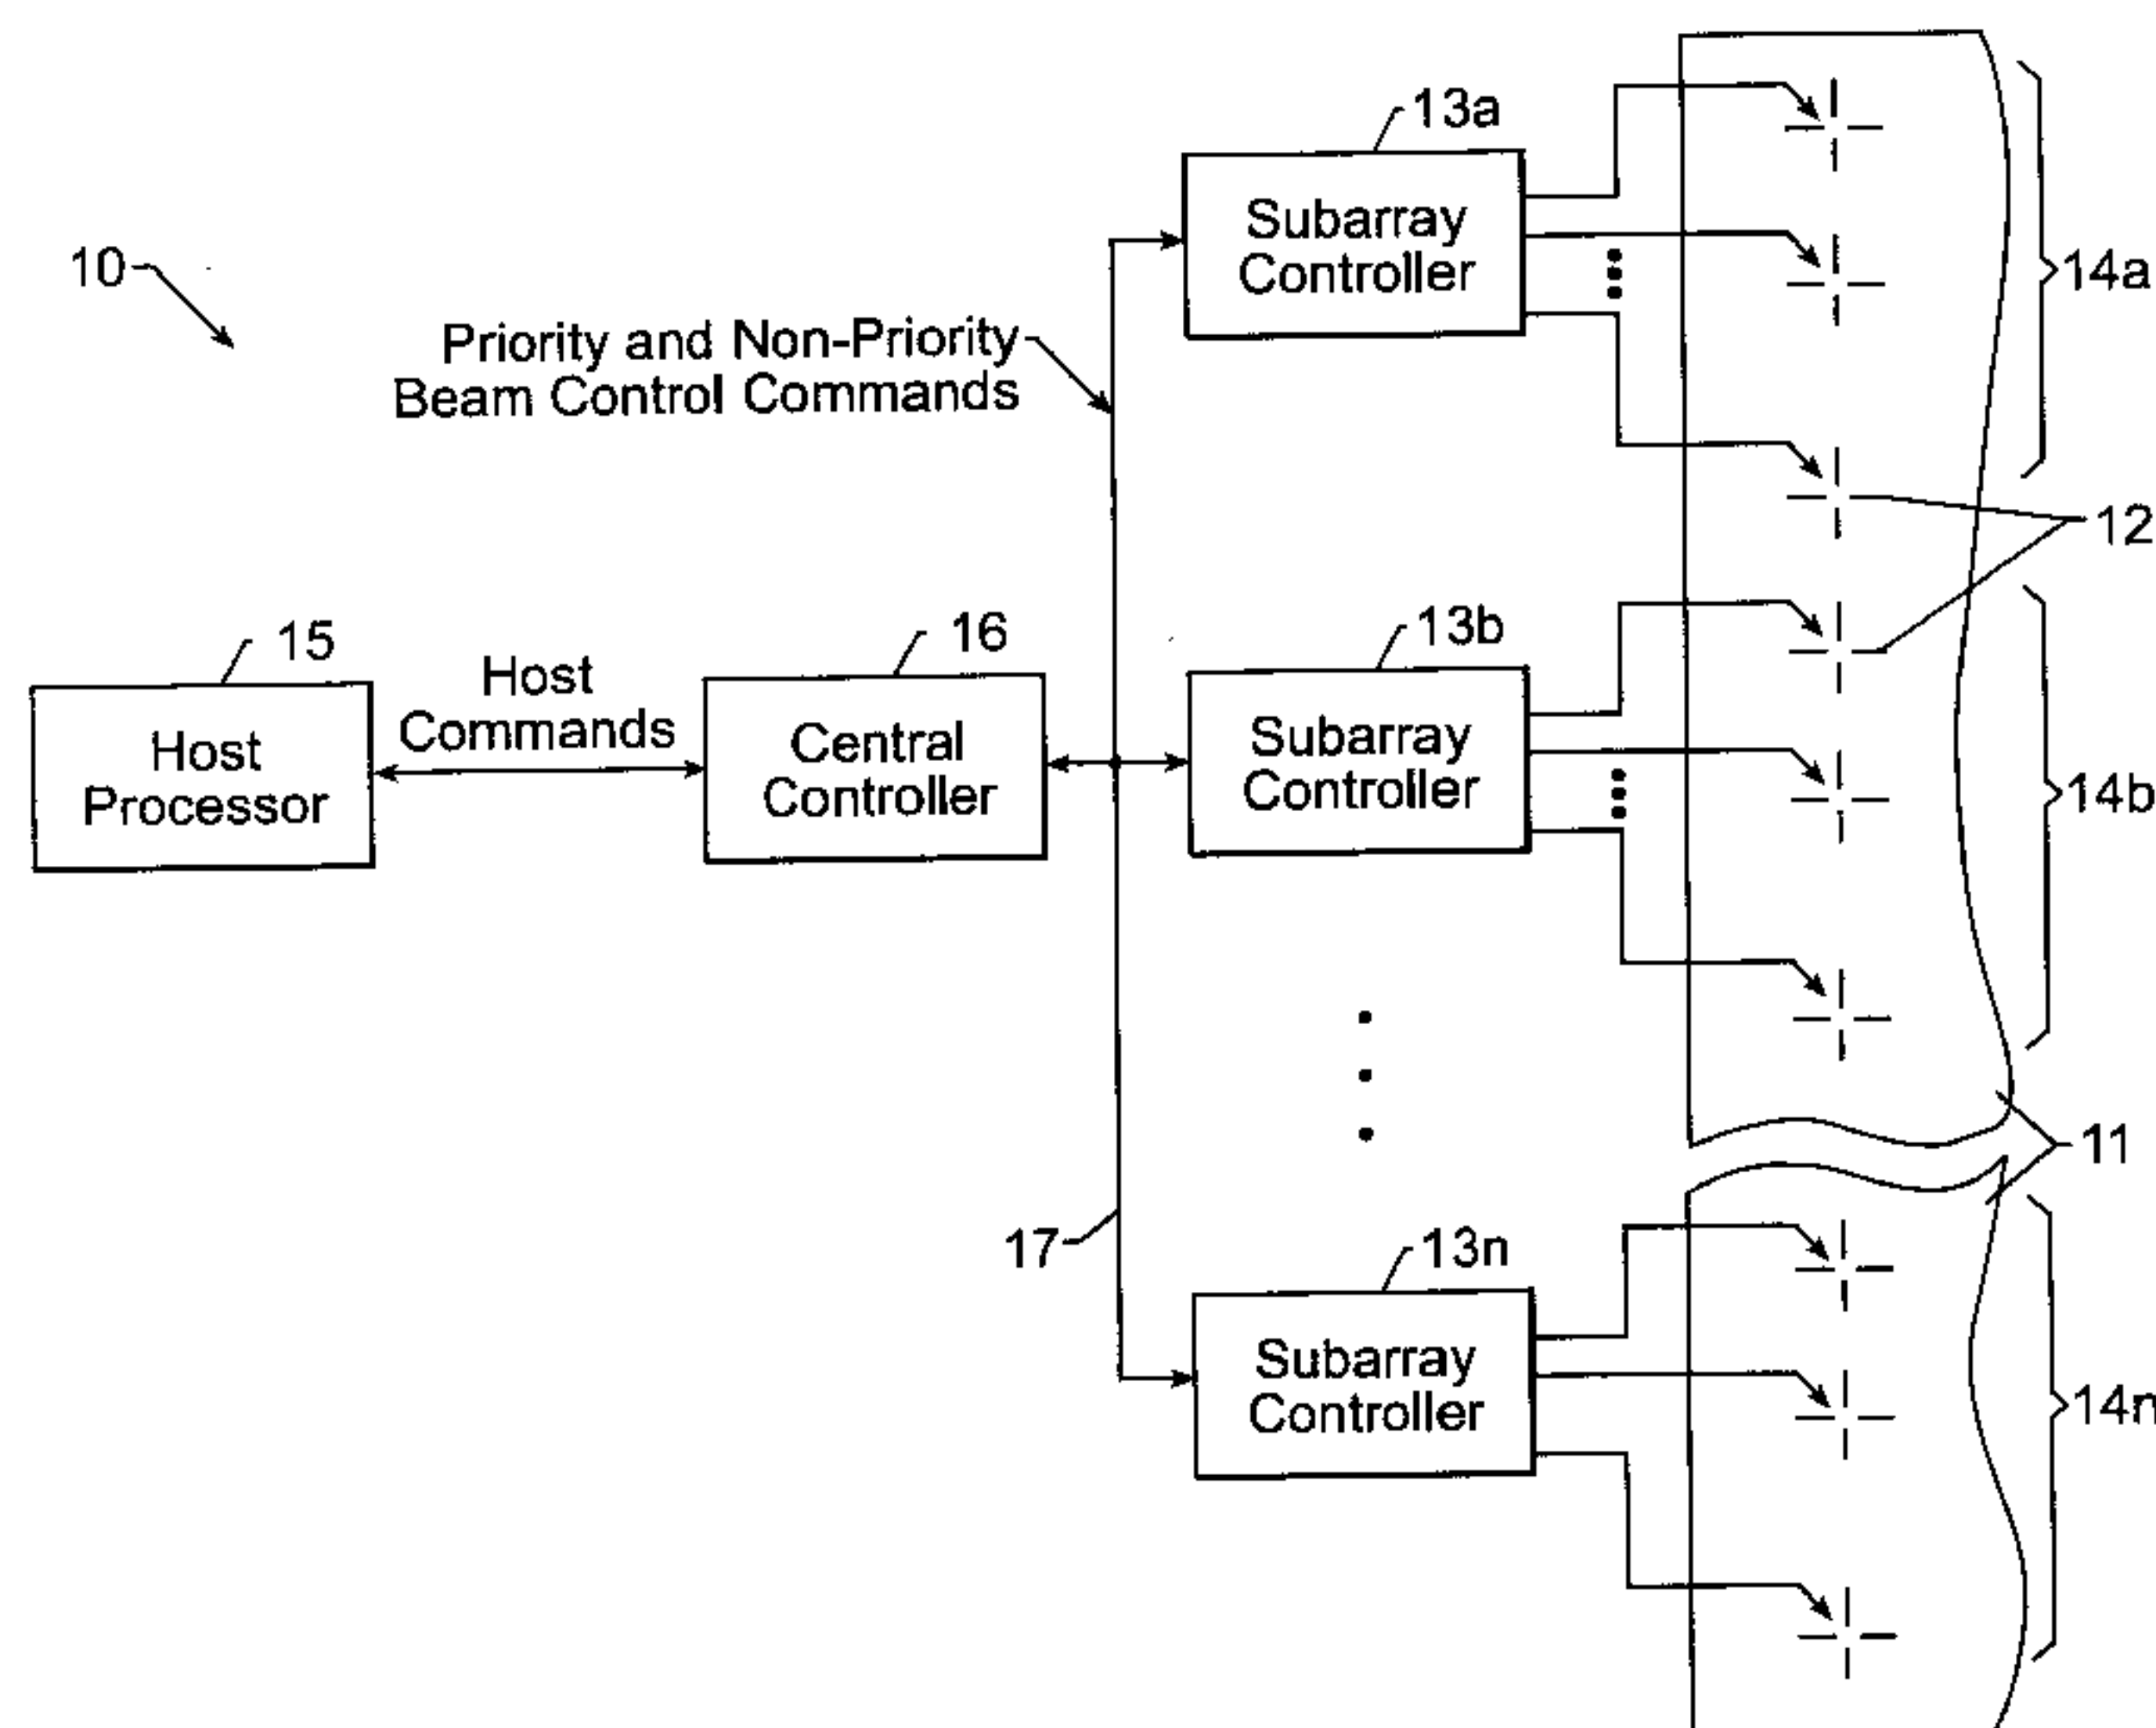 13a
Subarray
Controller
10
14a
Priority and Non-Priority
Beam Control Commands
12
15
Host
Commands
16
13b
Host
Processor
Central
Controller
Subarray
Controller
14b
11
17
13n
Subarray
Controller
14n